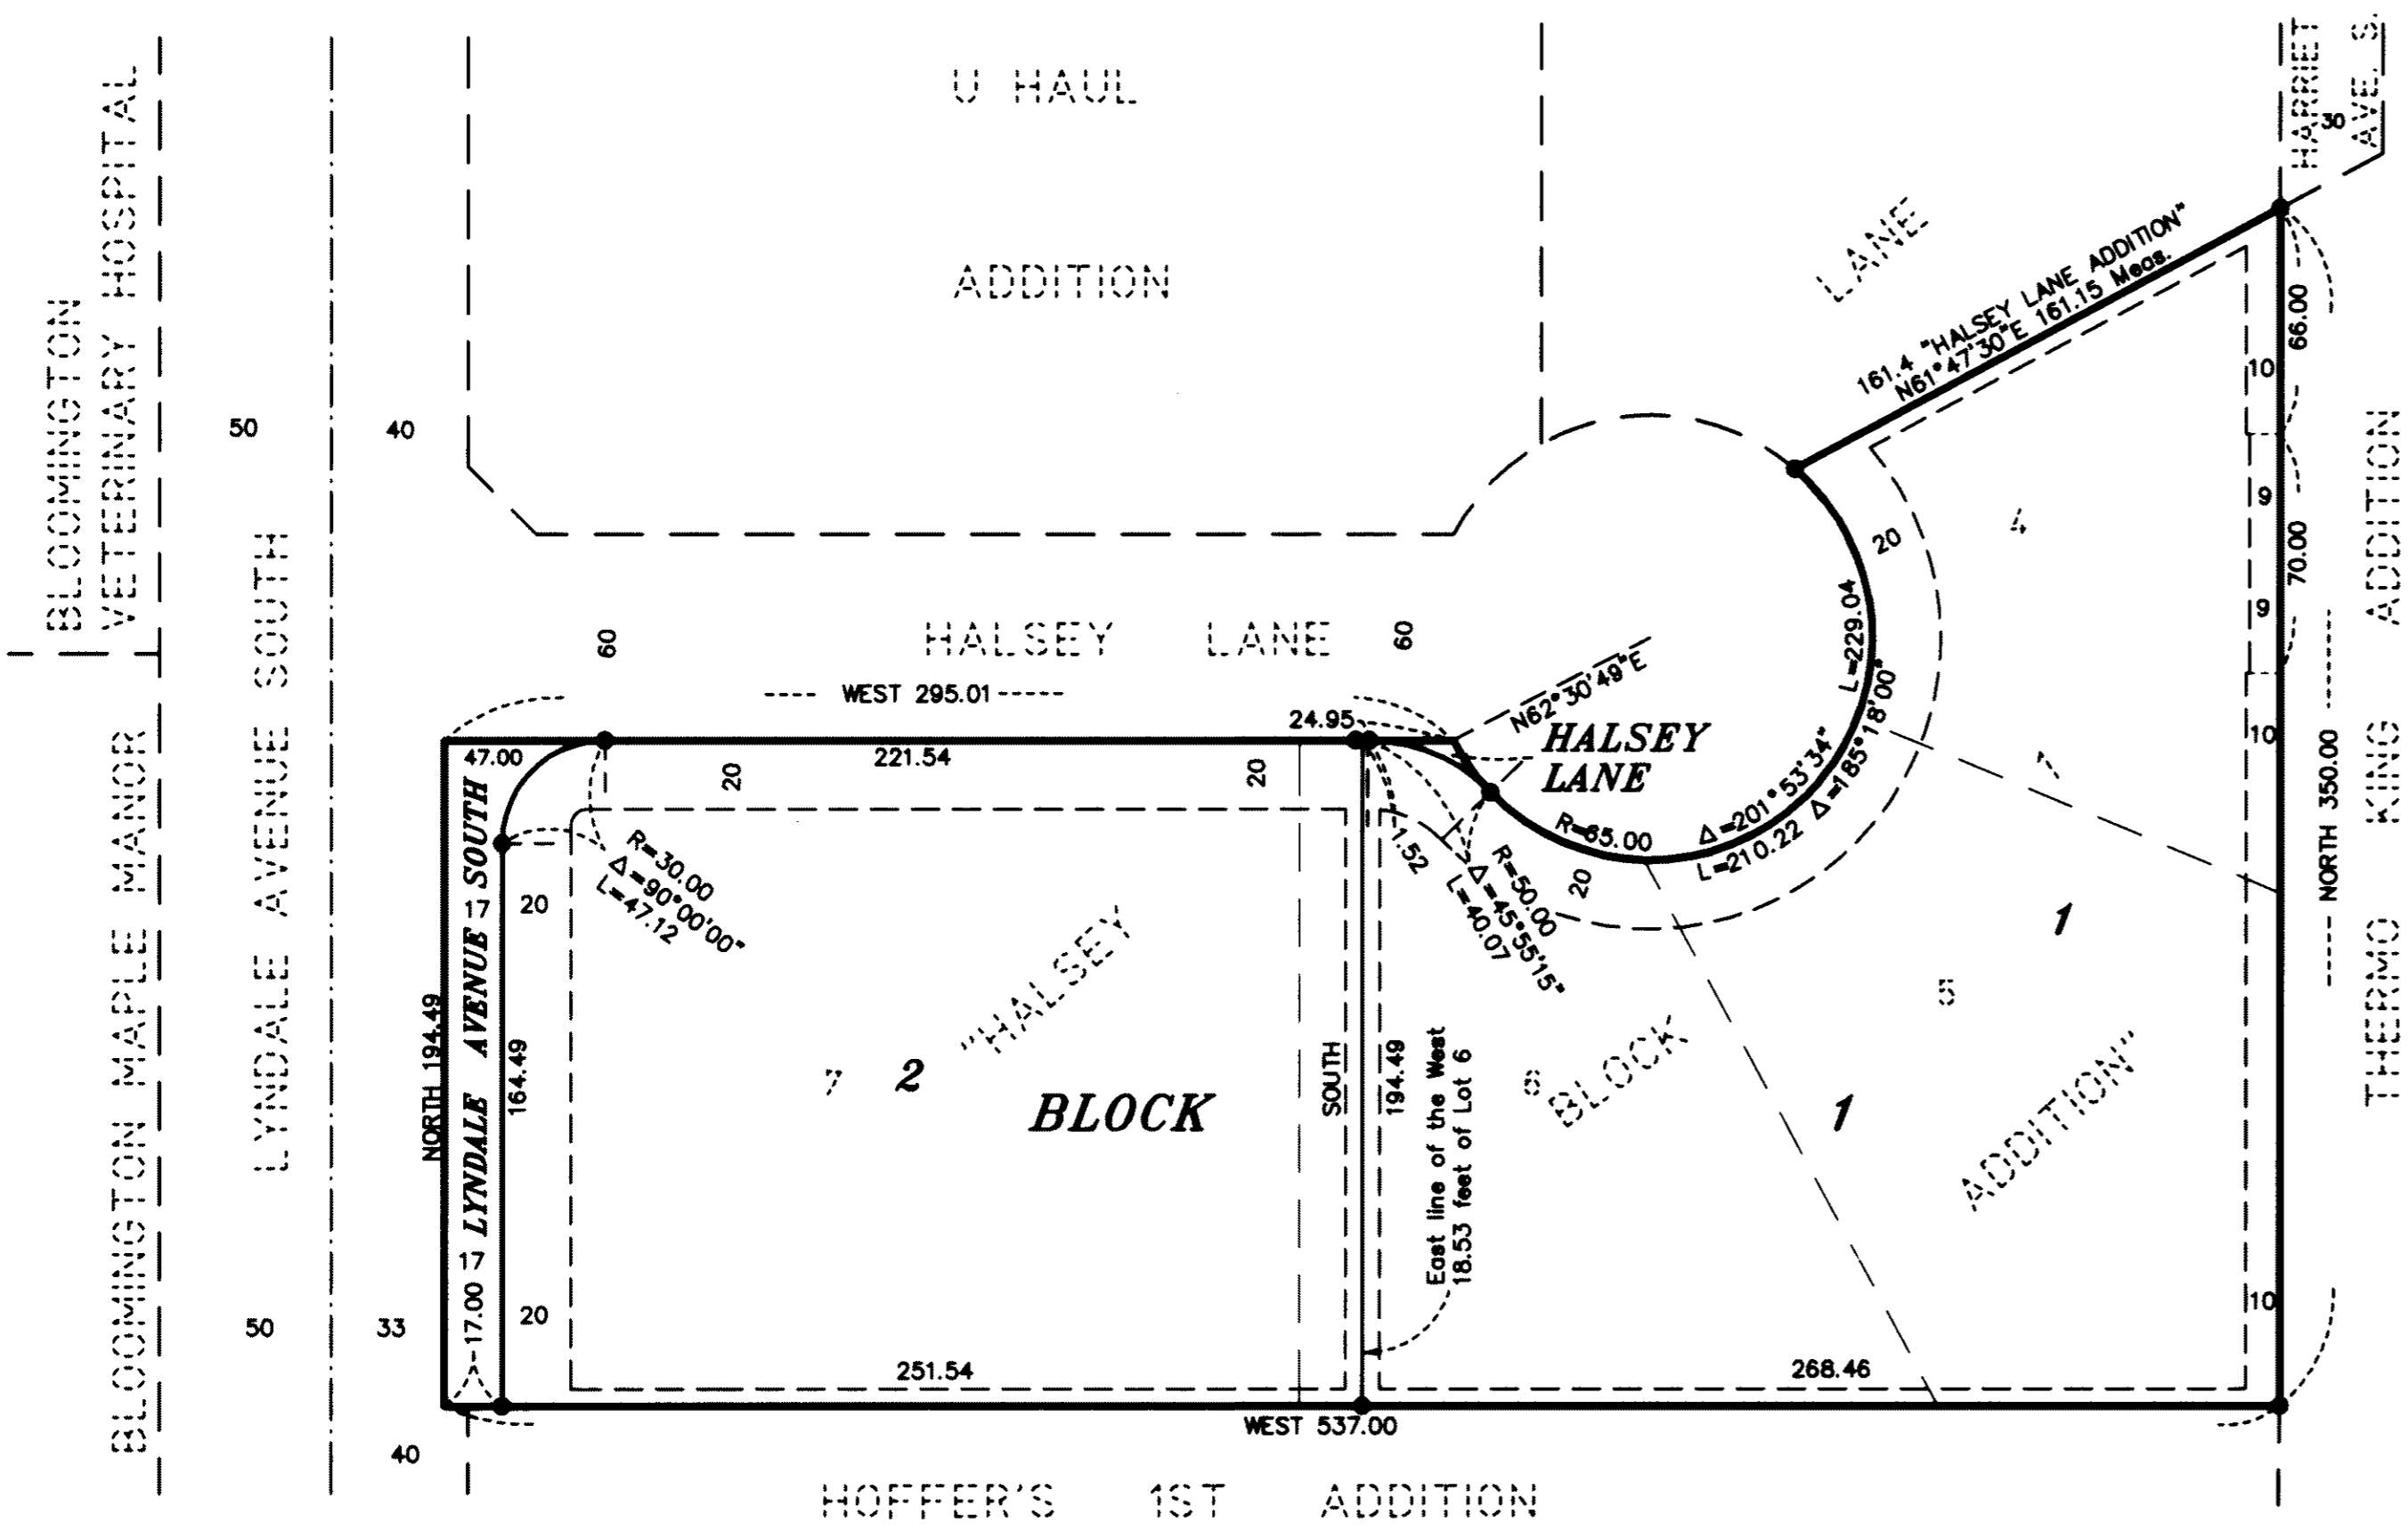 U HAUL
ADDITION
HARRIET
AVE. S.
30
BLOOMINGTON
VETERINARY HOSPITAL
50
40
LANE
161.4 "HALSEY LANE ADDITION"
N61°47'30"E 161.15 Meas.
66.00
10
9
70.00
9
10
4
20
L=229.04
LYNDALE AVENUE SOUTH
60
HALSEY LANE
60
WEST 295.01
N62°30'49"E
24.95
HALSEY
LANE
47.00
221.54
20
20
R=65.00
Δ=201°53'34"
L=210.22 Δ=185°18'00"
20
1.52
R=50.00
Δ=45°55'15"
L=40.07
R=30.00
Δ=90°00'00"
L=47.12
20
NORTH 350.00
THERMO KING ADDITION
BLOOMINGTON MAPLE MANOR
NORTH 194.49
17 LYNDALE AVENUE 17 SOUTH
164.49
"HALSEY
7
2
BLOCK
SOUTH
194.49
East line of the West
18.53 feet of Lot 6
6
BLOCK
5
1
1
ADDITION"
50
33
17.00
20
251.54
268.46
10
WEST 537.00
40
HOFFER'S 1ST ADDITION